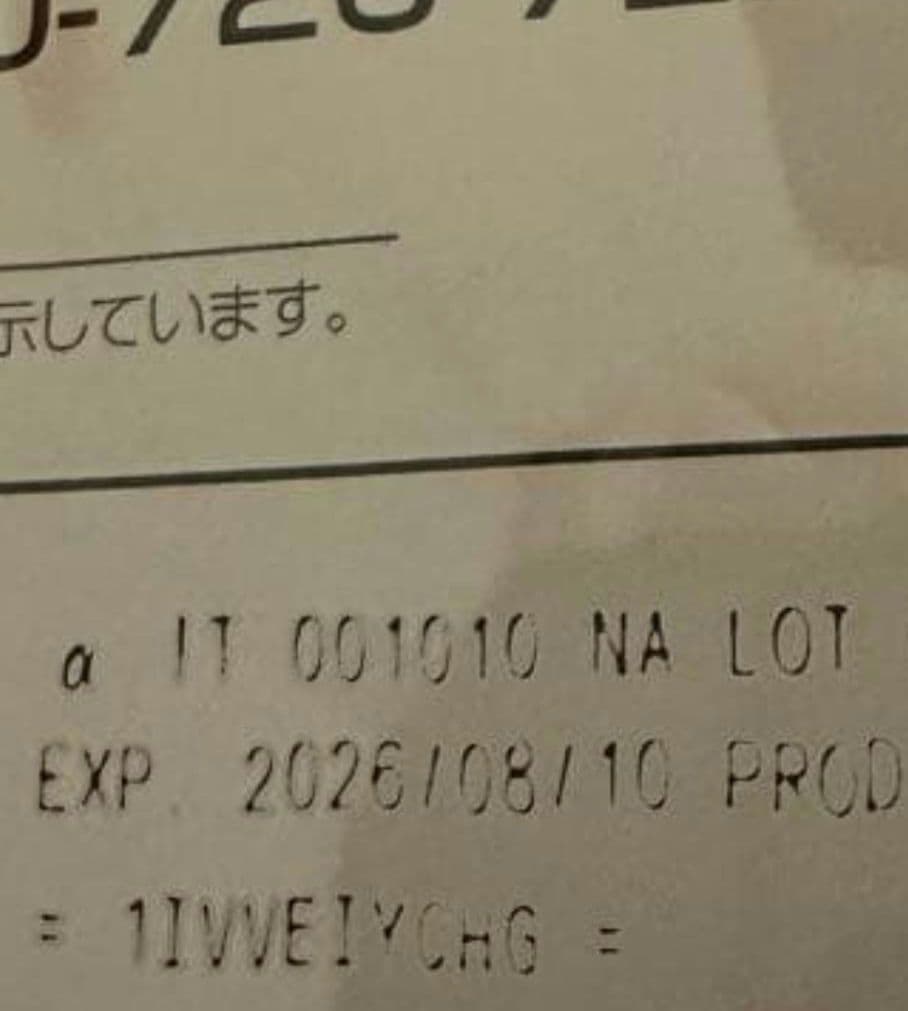 示しています。
α IT 001010 NA LOT
EXP. 2026/08/10 PROD
= 1IVVEIYCHG =